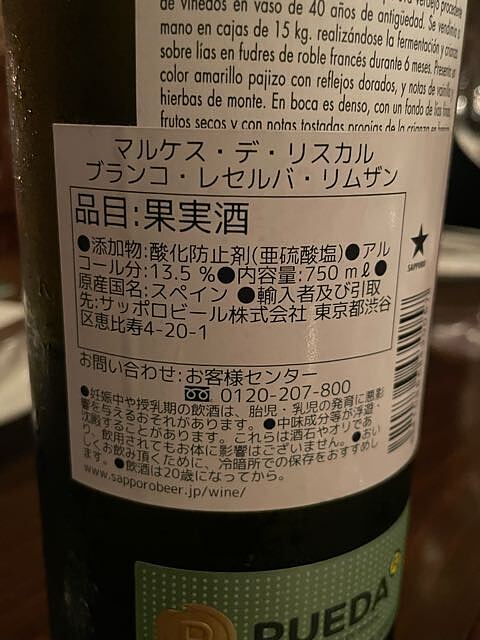 de viñedos en vaso de 40 años de antigüedad. Se vendimia a
mano en cajas de 15 kg. realizándose la fermentación y crianza
sobre lías en fudres de roble francés durante 6 meses. Presenta un
color amarillo pajizo con reflejos dorados, y notas de vainilla y
hierbas de monte. En boca es denso, con un fondo de lías finas,
frutos secos y con notas tostadas propias de la crianza en
マルケス・デ・リスカル
ブランコ・レセルバ・リムザン
品目:果実酒
●添加物:酸化防止剤(亜硫酸塩)●アル
コール分:13.5 %●内容量:750 mℓ●
原産国名:スペイン ●輸入者及び引取
先:サッポロビール株式会社 東京都渋谷
区恵比寿4-20-1
SAPPORO
お問い合わせ:お客様センター
0120-207-800
●妊娠中や授乳期の飲酒は、胎児・乳児の発育に悪影
響を与えるおそれがあります。●中味成分等が浮遊・
沈殿することがあります。これらは酒石やオリであ
り、飲用されてもお体に影響はございません。●おい
しくお飲み頂くために、冷暗所での保存をおすすめし
ます。●飲酒は20歳になってから。
www.sapporobeer.jp/wine/
RUEDA